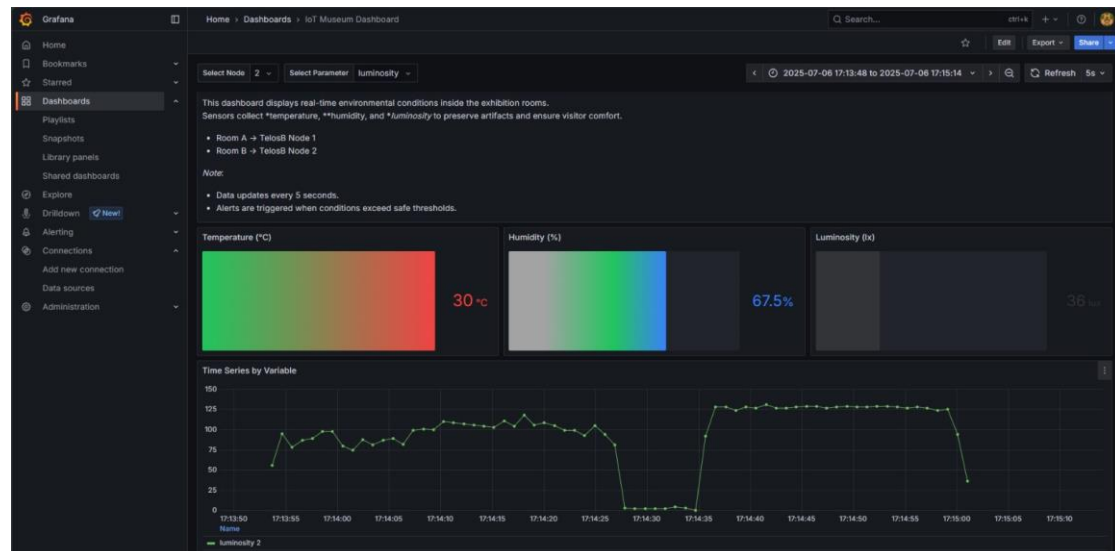 Grafana
Home › Dashboards › IoT Museum Dashboard
Search...
ctrl+k
Home
Bookmarks
Starred
Dashboards
Playlists
Snapshots
Library panels
Shared dashboards
Explore
Drilldown New!
Alerting
Connections
Add new connection
Data sources
Administration
Edit
Export
Share
Select Node 2
Select Parameter luminosity
2025-07-06 17:13:48 to 2025-07-06 17:15:14
Refresh 5s
This dashboard displays real-time environmental conditions inside the exhibition rooms.
Sensors collect *temperature, **humidity, and *luminosity to preserve artifacts and ensure visitor comfort.
• Room A → TelosB Node 1
• Room B → TelosB Node 2
Note:
• Data updates every 5 seconds.
• Alerts are triggered when conditions exceed safe thresholds.
Temperature (°C)
30 °C
Humidity (%)
67.5%
Luminosity (lx)
36 lux
Time Series by Variable
150
125
100
75
50
25
0
17:13:50 17:13:55 17:14:00 17:14:05 17:14:10 17:14:15 17:14:20 17:14:25 17:14:30 17:14:35 17:14:40 17:14:45 17:14:50 17:14:55 17:15:00 17:15:05 17:15:10
Name
luminosity 2